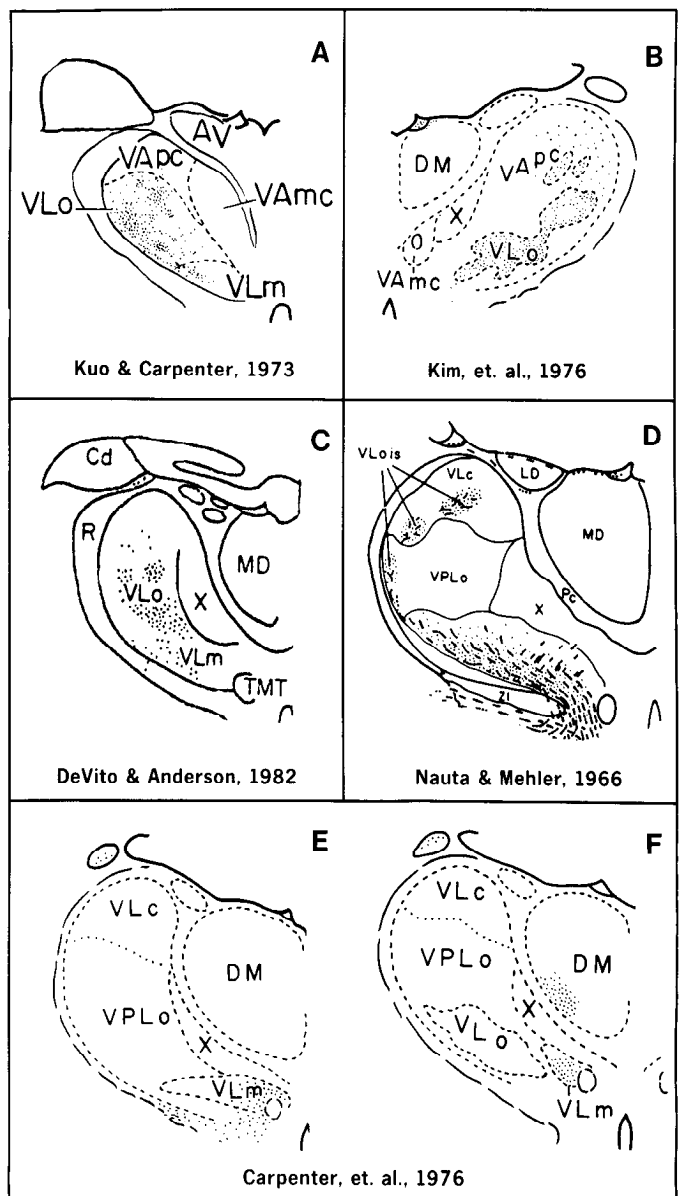 A
AV
VApc
VAmc
VLo
VLm
Kuo & Carpenter, 1973
B
DM
VApc
X
O
VLo
VAmc
Kim, et. al., 1976
C
Cd
R
MD
VLo
X
VLm
TMT
DeVito & Anderson, 1982
D
VLois
VLc
LD
MD
VPLo
Pc
X
ZI
Nauta & Mehler, 1966
E
VLc
DM
VPLo
X
VLm
F
VLc
VPLo
DM
X
VLo
VLm
Carpenter, et. al., 1976